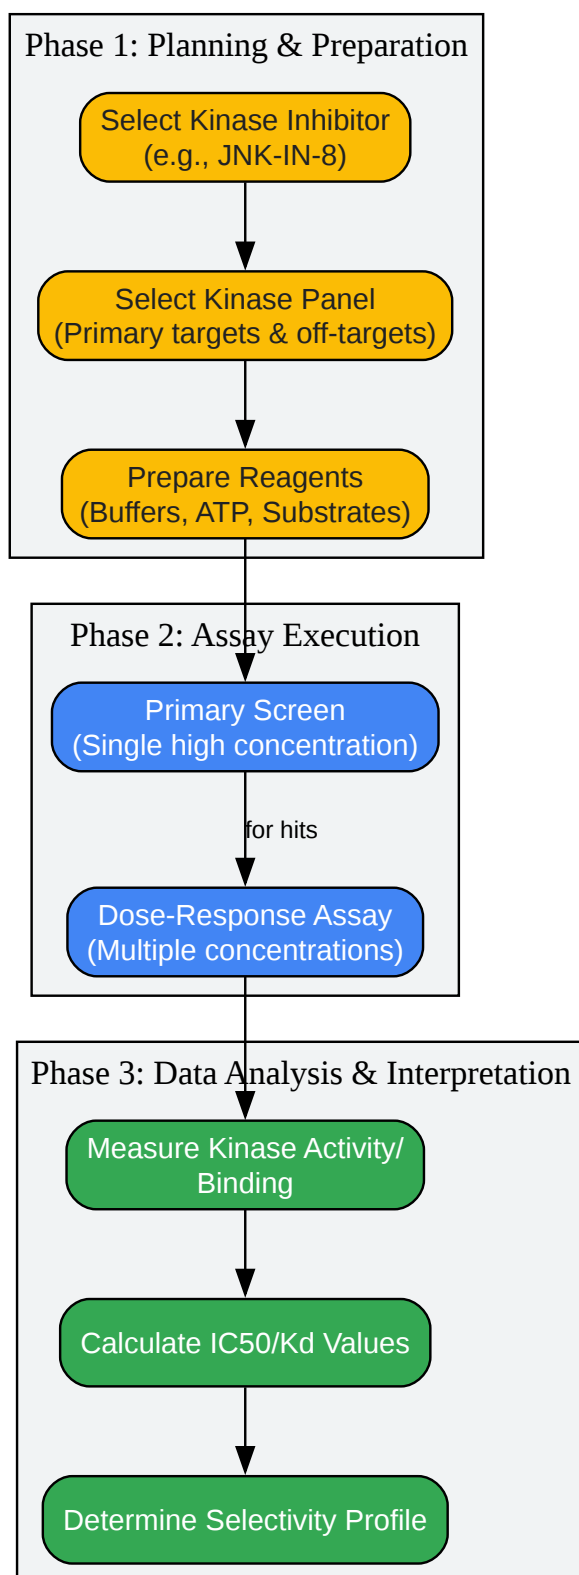 Phase 1: Planning & Preparation
Select Kinase Inhibitor
(e.g., JNK-IN-8)
Select Kinase Panel
(Primary targets & off-targets)
Prepare Reagents
(Buffers, ATP, Substrates)
Phase 2: Assay Execution
Primary Screen
(Single high concentration)
for hits
Dose-Response Assay
(Multiple concentrations)
Phase 3: Data Analysis & Interpretation
Measure Kinase Activity/
Binding
Calculate IC50/Kd Values
Determine Selectivity Profile